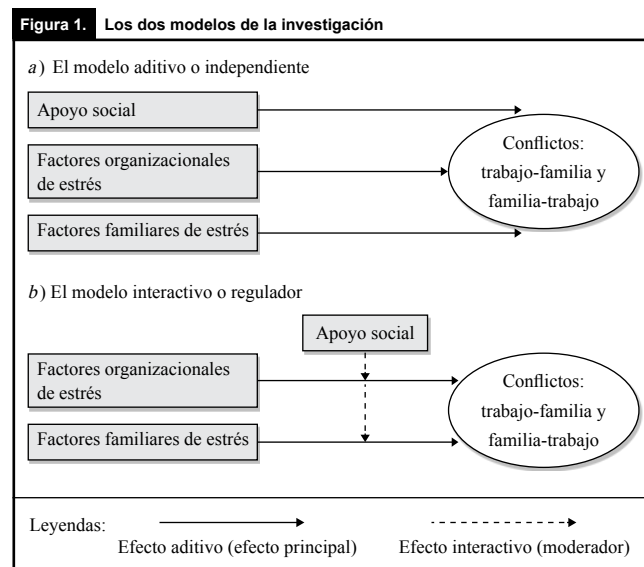 Figura 1. Los dos modelos de la investigación
a) El modelo aditivo o independiente
Apoyo social
Factores organizacionales
de estrés
Factores familiares de estrés
Conflictos:
trabajo-familia y
familia-trabajo
b) El modelo interactivo o regulador
Apoyo social
Factores organizacionales
de estrés
Factores familiares de estrés
Conflictos:
trabajo-familia y
familia-trabajo
Leyendas:
Efecto aditivo (efecto principal)
Efecto interactivo (moderador)